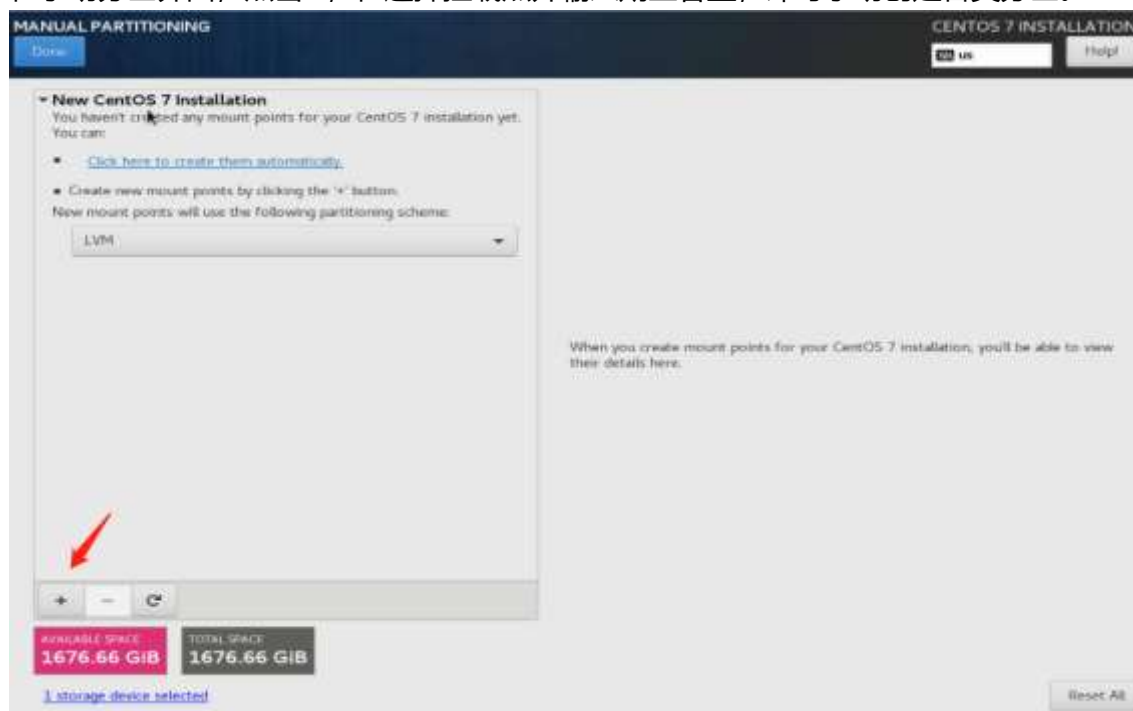 MANUAL PARTITIONING
CENTOS 7 INSTALLATION
Done
us
Help!
New CentOS 7 Installation
You haven't created any mount points for your CentOS 7 installation yet.
You can:
Click here to create them automatically.
Create new mount points by clicking the '+' button.
New mount points will use the following partitioning scheme:
LVM
When you create mount points for your CentOS 7 installation, you'll be able to view
their details here.
+ − 
AVAILABLE SPACE
1676.66 GiB
TOTAL SPACE
1676.66 GiB
1 storage device selected
Reset All